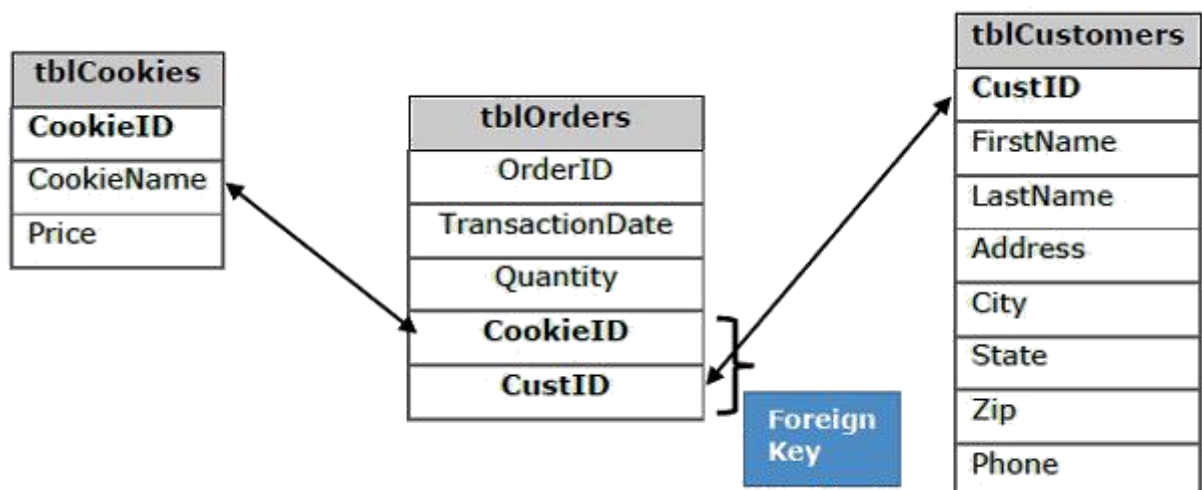 tblCookies
CookieID
CookieName
Price
tblOrders
OrderID
TransactionDate
Quantity
CookieID
CustID
Foreign
Key
tblCustomers
CustID
FirstName
LastName
Address
City
State
Zip
Phone